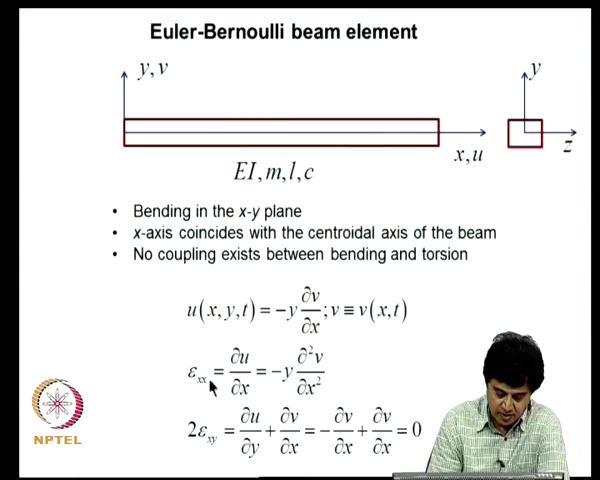 Euler-Bernoulli beam element
y, v
y
x, u
z
EI, m, l, c
• Bending in the x-y plane
• x-axis coincides with the centroidal axis of the beam
• No coupling exists between bending and torsion
u(x, y, t) = −y ∂v/∂x ; v ≡ v(x, t)
ε_xx = ∂u/∂x = −y ∂²v/∂x²
2ε_xy = ∂u/∂y + ∂v/∂x = −∂v/∂x + ∂v/∂x = 0
NPTEL